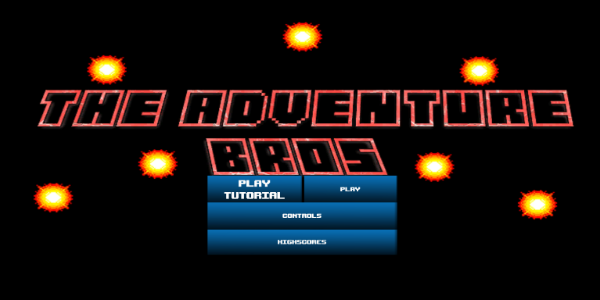 THE ADVENTURE
BROS
PLAY
TUTORIAL
PLAY
CONTROLS
HIGHSCORES